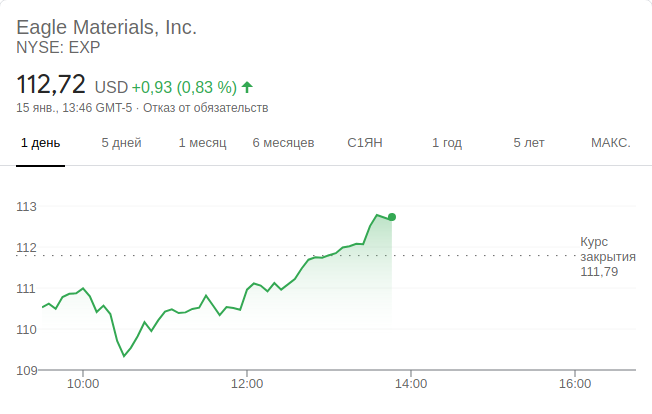 Eagle Materials, Inc.
NYSE: EXP
112,72 USD +0,93 (0,83 %)
15 янв., 13:46 GMT-5 · Отказ от обязательств
1 день 5 дней 1 месяц 6 месяцев С1ЯН 1 год 5 лет МАКС.
113
112
111
110
109
Курс
закрытия
111,79
10:00 12:00 14:00 16:00